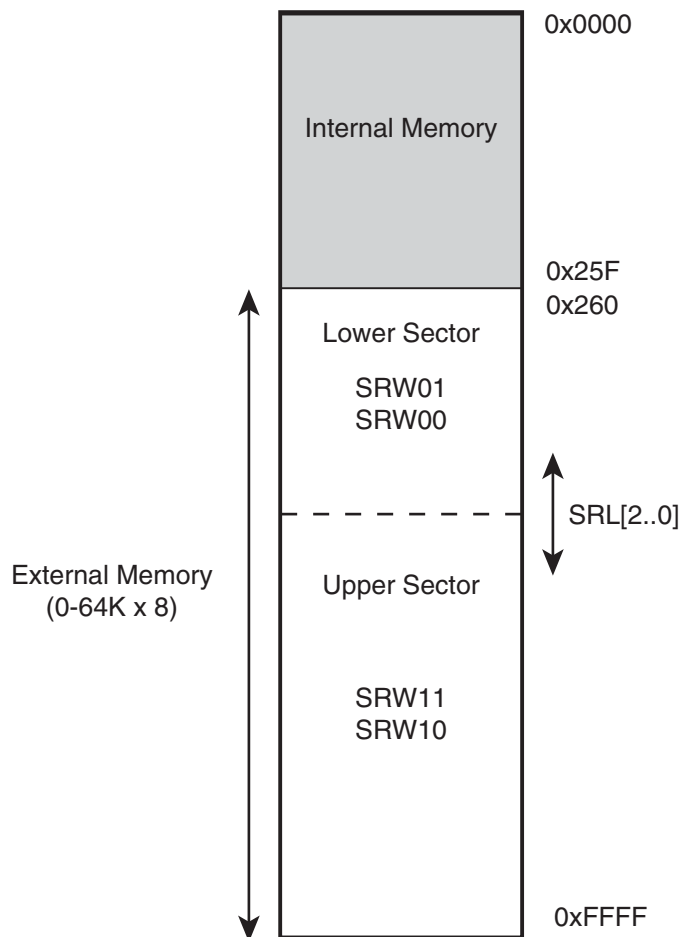 0x0000
Internal Memory
0x25F
0x260
Lower Sector
SRW01
SRW00
SRL[2..0]
External Memory
(0-64K x 8)
Upper Sector
SRW11
SRW10
0xFFFF